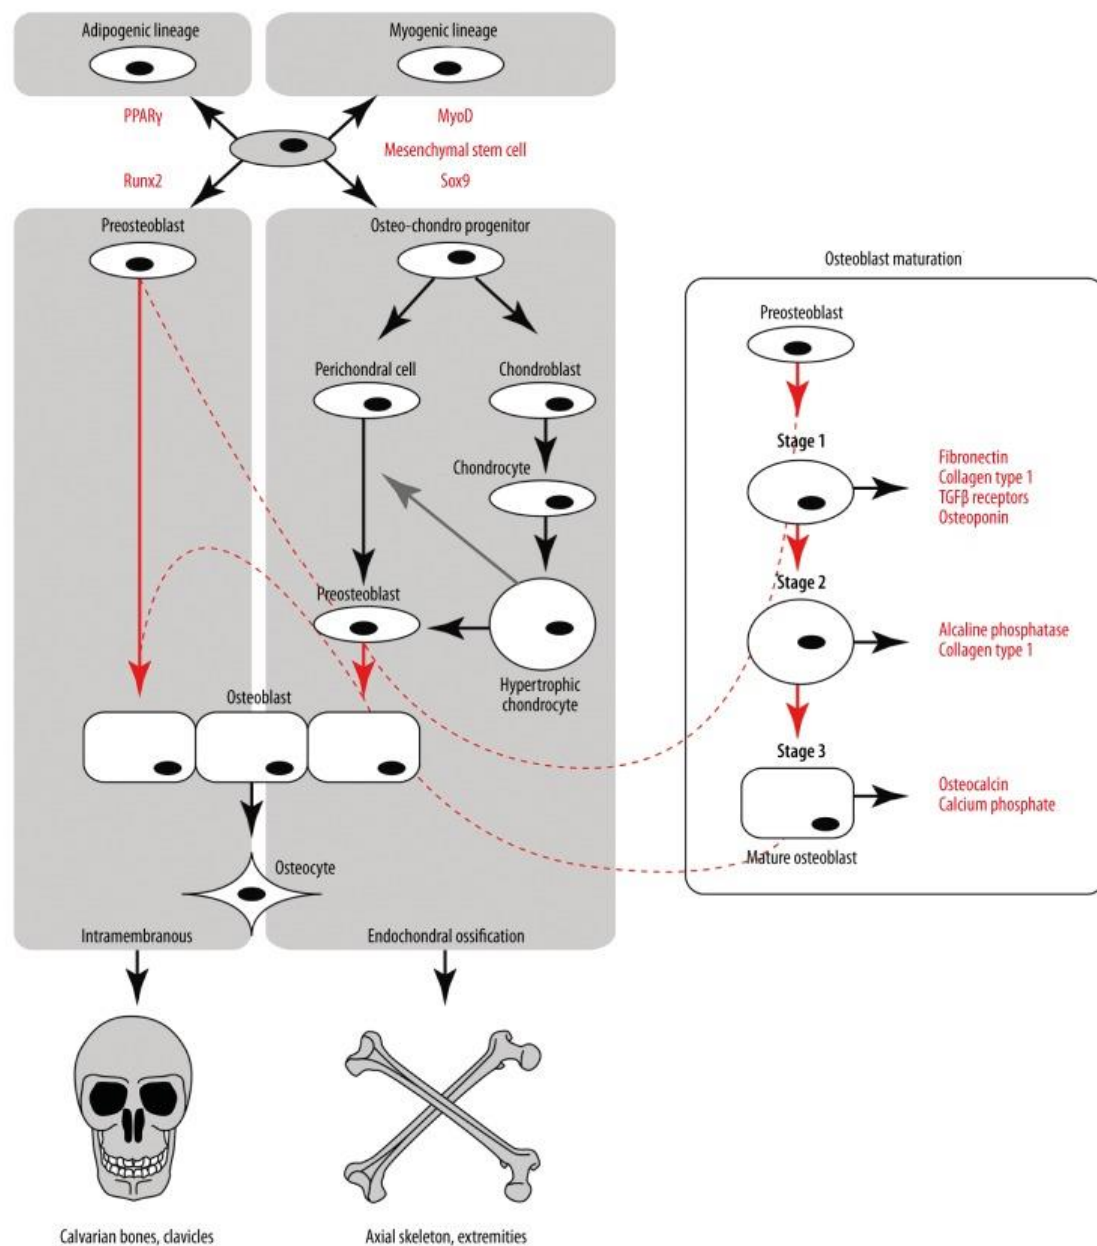 Adipogenic lineage
Myogenic lineage
PPARγ
MyoD
Mesenchymal stem cell
Runx2
Sox9
Preosteoblast
Osteo-chondro progenitor
Perichondral cell
Chondroblast
Chondrocyte
Preosteoblast
Hypertrophic
chondrocyte
Osteoblast
Osteocyte
Intramembranous
Endochondral ossification
Calvarian bones, clavicles
Axial skeleton, extremities
Osteoblast maturation
Preosteoblast
Stage 1
Fibronectin
Collagen type 1
TGFβ receptors
Osteoponin
Stage 2
Alcaline phosphatase
Collagen type 1
Stage 3
Osteocalcin
Calcium phosphate
Mature osteoblast